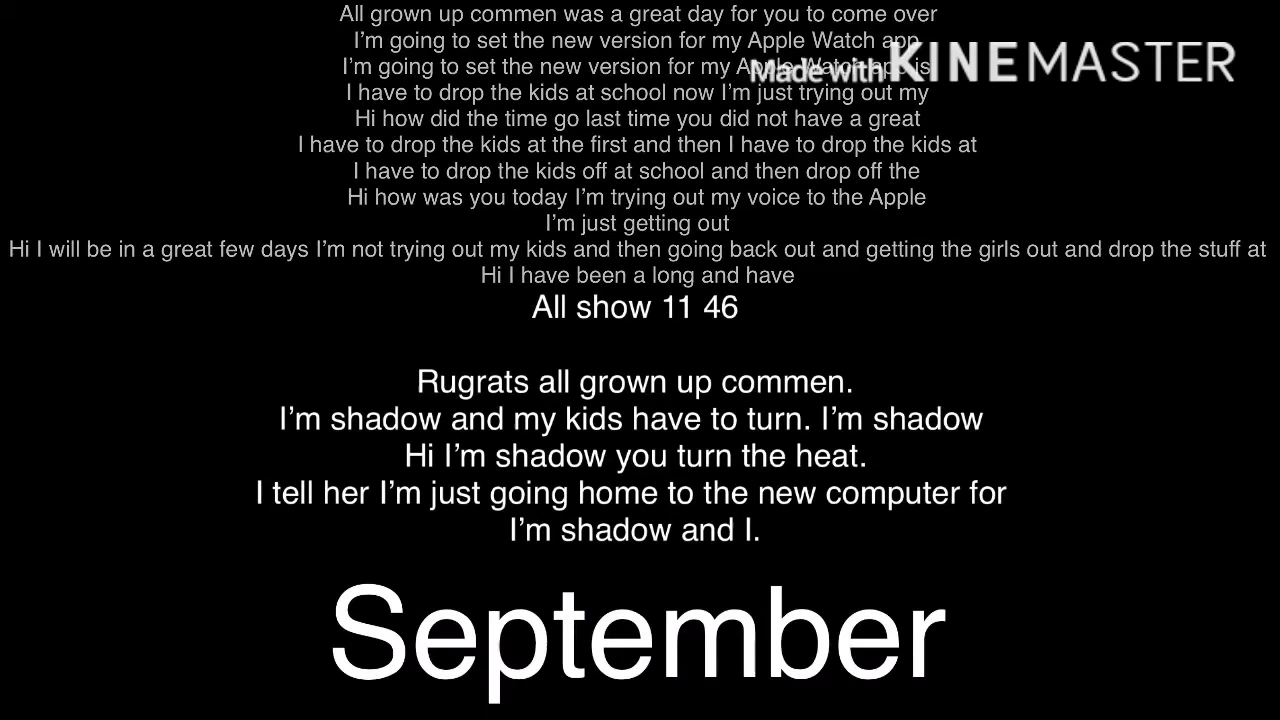 All grown up commen was a great day for you to come over
I'm going to set the new version for my Apple Watch app
Made with KINEMASTER
I'm going to set the new version for my Apple Watch app is
I have to drop the kids at school now I'm just trying out my
Hi how did the time go last time you did not have a great
I have to drop the kids at the first and then I have to drop the kids at
I have to drop the kids off at school and then drop off the
Hi how was you today I'm trying out my voice to the Apple
I'm just getting out
Hi I will be in a great few days I'm not trying out my kids and then going back out and getting the girls out and drop the stuff at
Hi I have been a long and have
All show 11 46
Rugrats all grown up commen.
I'm shadow and my kids have to turn. I'm shadow
Hi I'm shadow you turn the heat.
I tell her I'm just going home to the new computer for
I'm shadow and I.
September